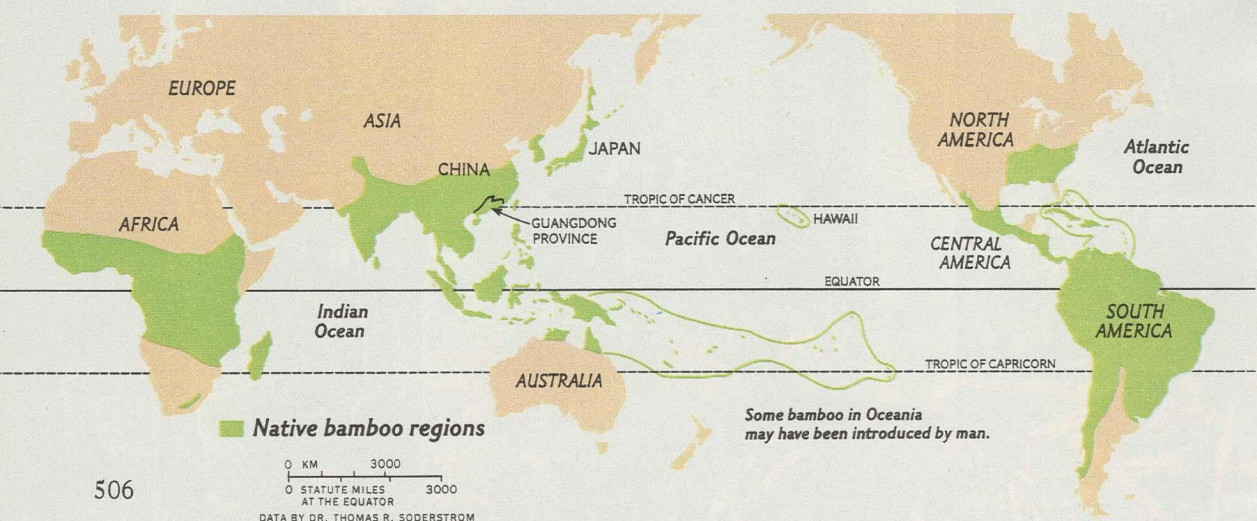 EUROPE
ASIA
NORTH
AMERICA
Atlantic
Ocean
JAPAN
CHINA
TROPIC OF CANCER
AFRICA
GUANGDONG
PROVINCE
HAWAII
Pacific Ocean
CENTRAL
AMERICA
EQUATOR
Indian
Ocean
SOUTH
AMERICA
TROPIC OF CAPRICORN
AUSTRALIA
Some bamboo in Oceania
may have been introduced by man.
Native bamboo regions
0 KM 3000
0 STATUTE MILES 3000
AT THE EQUATOR
506
DATA BY DR. THOMAS R. SODERSTROM